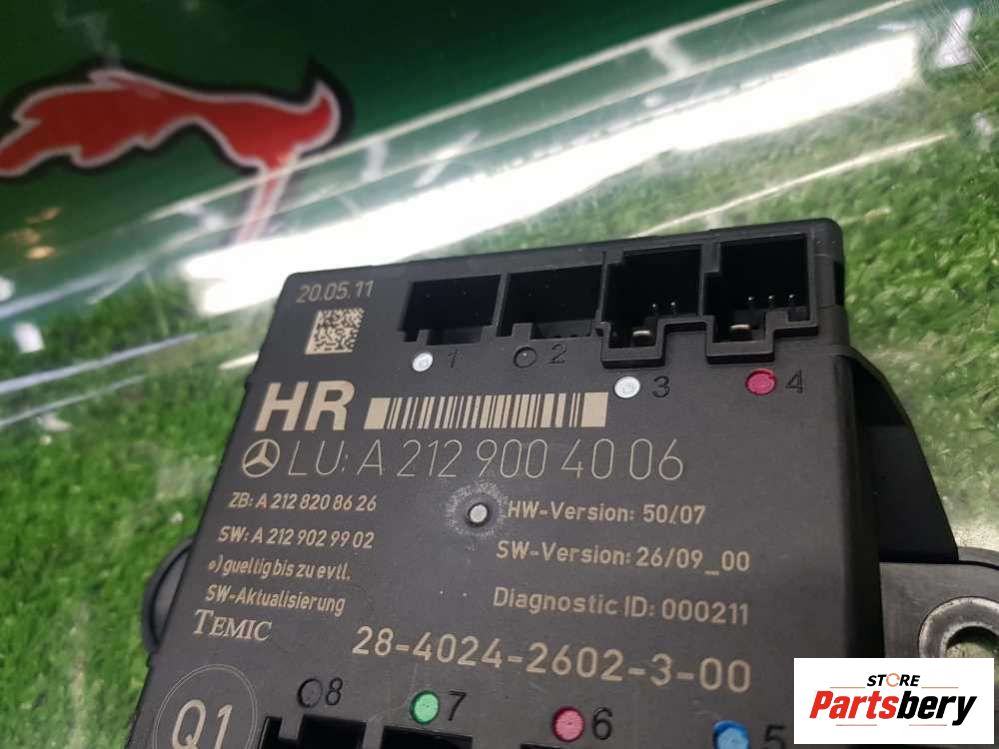 20.05.11
1 2 3 4
HR
LU: A 212 900 40 06
ZB: A 212 820 86 26
HW-Version: 50/07
SW: A 212 902 99 02
SW-Version: 26/09_00
*) gueltig bis zu evtl.
SW-Aktualisierung
Diagnostic ID: 000211
TEMIC
28-4024-2602-3-00
Q1
8 7 6 5
STORE
Partsbery